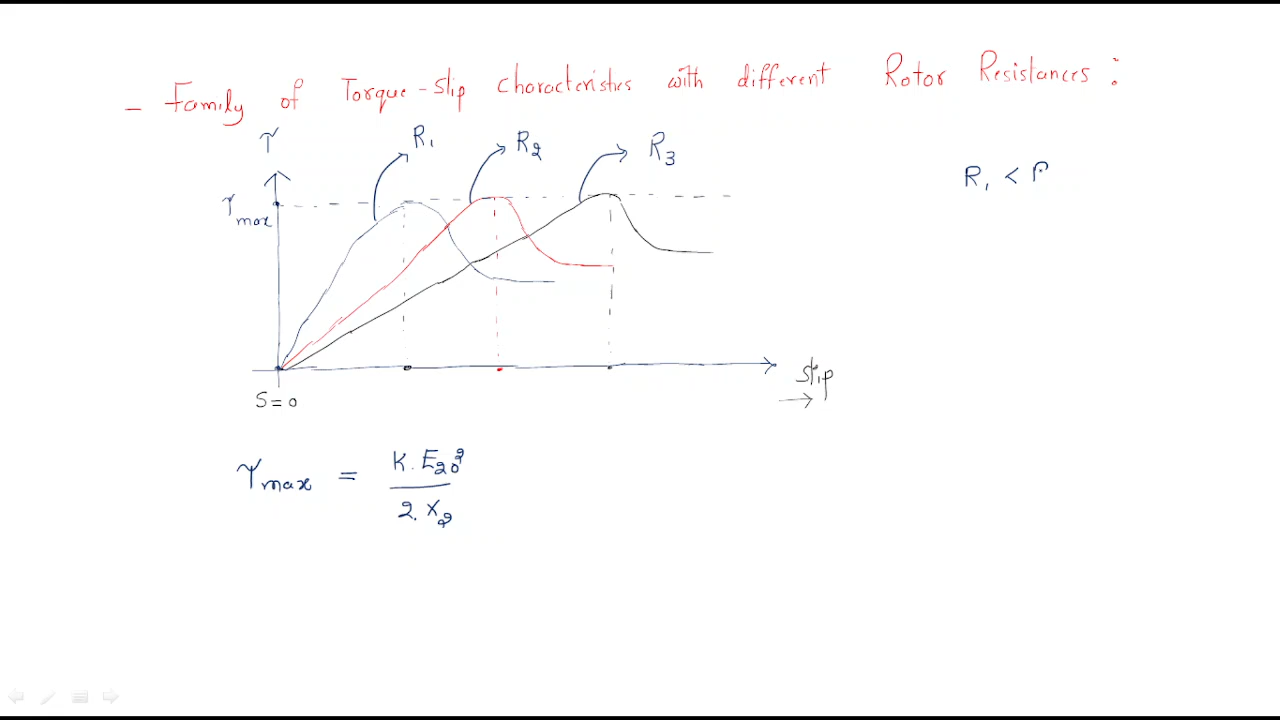 - Family of Torque-Slip characteristics with different Rotor Resistances :
τ
R₁
R₂
R₃
R₁ <
τmax
Slip
S=0
τmax = K.E₂₀² / 2.X₂